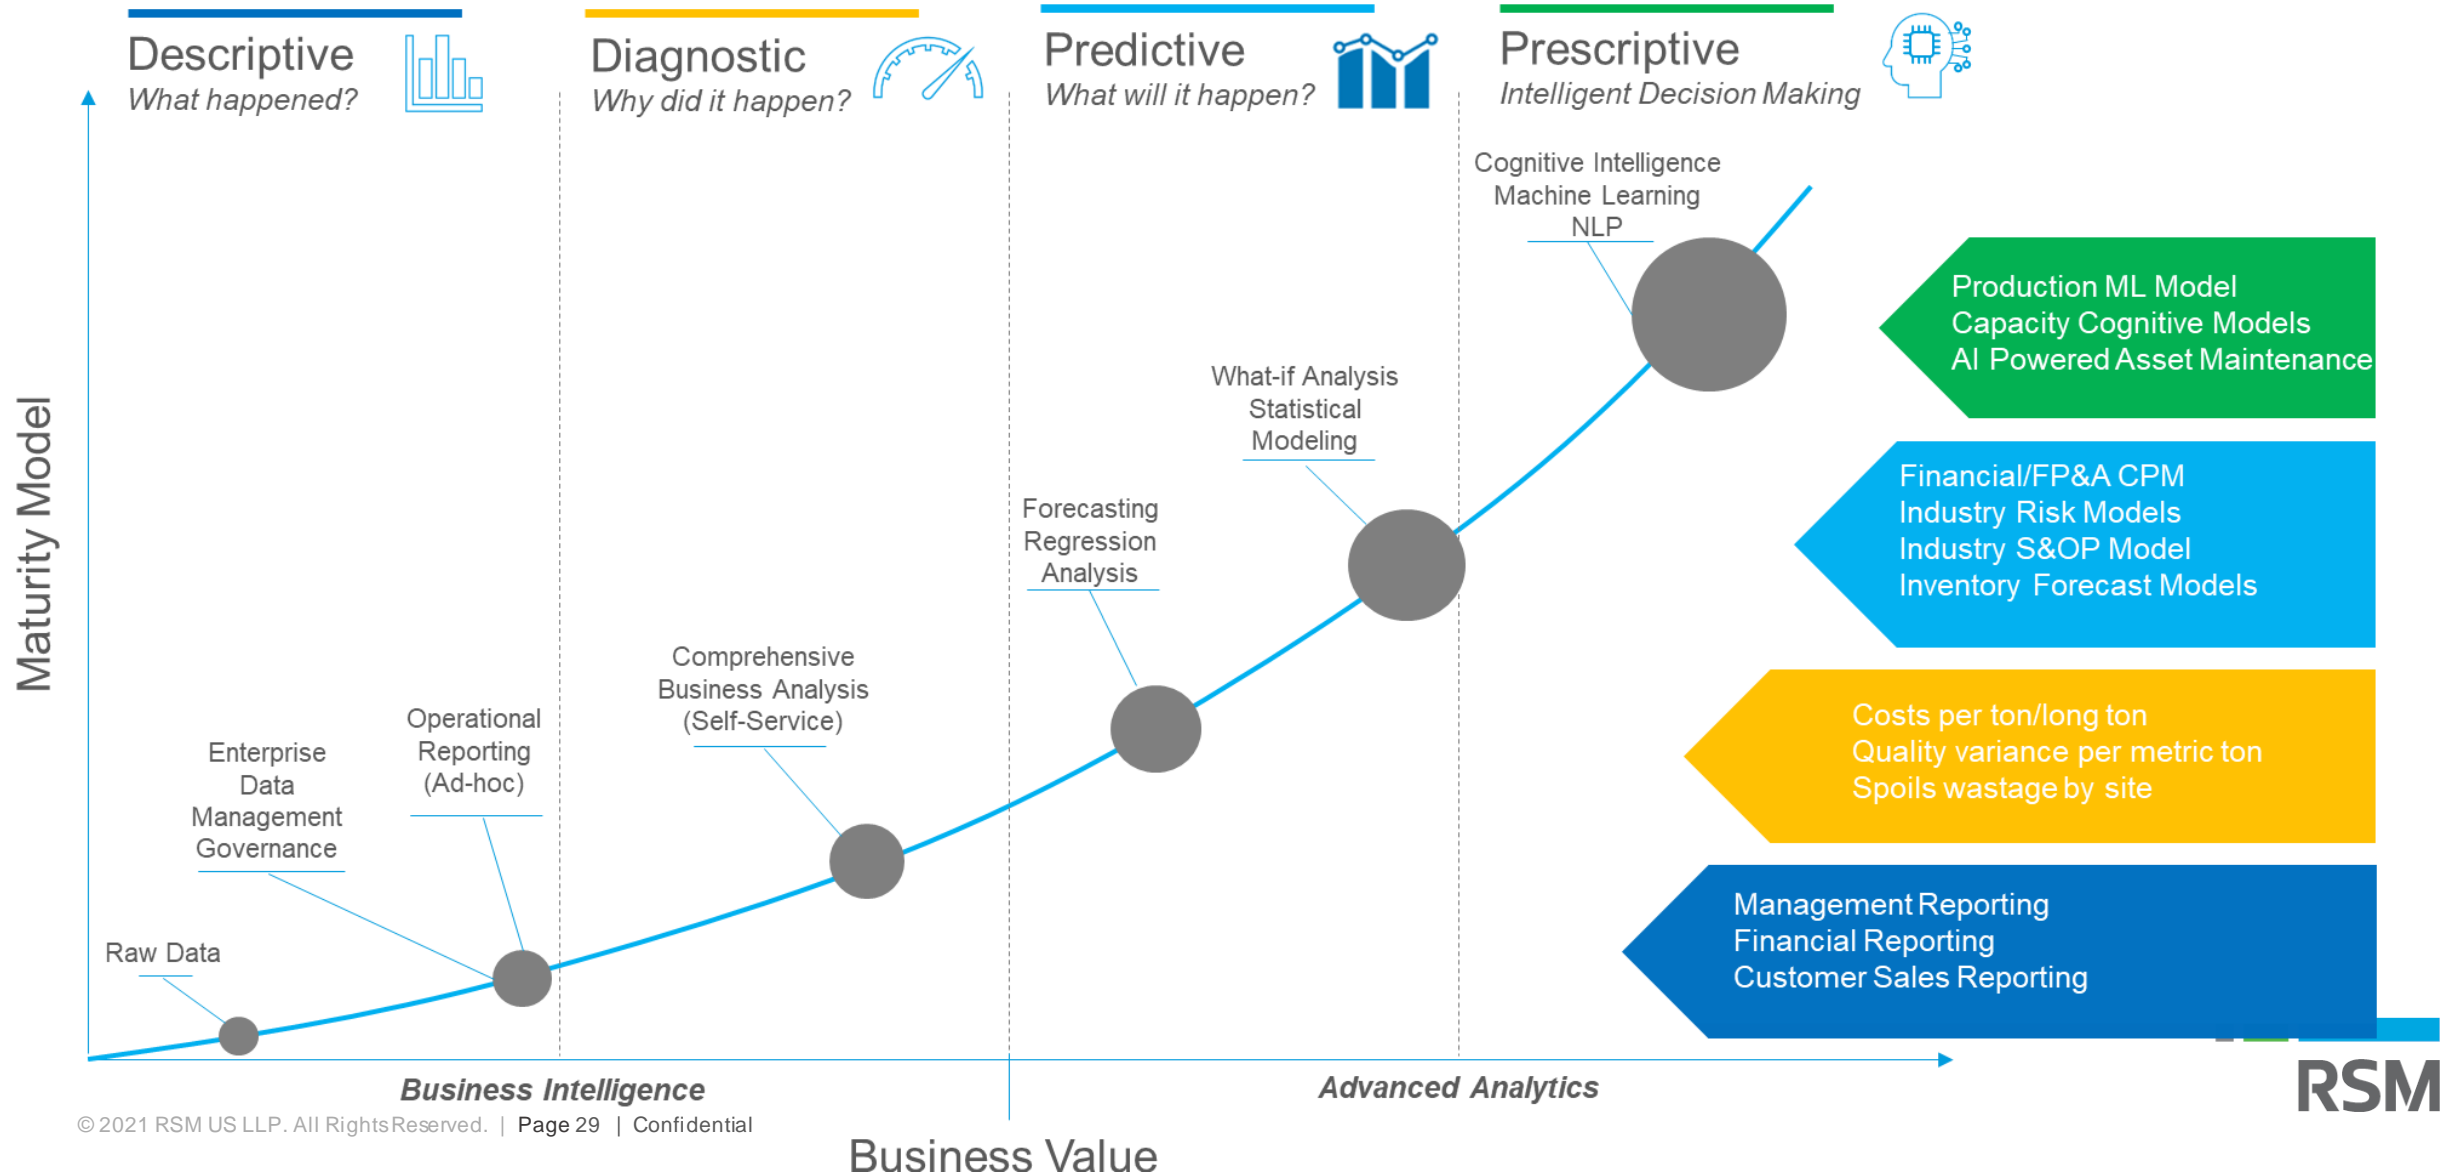 Descriptive
What happened?
Diagnostic
Why did it happen?
Predictive
What will it happen?
Prescriptive
Intelligent Decision Making
Maturity Model
Raw Data
Enterprise
Data
Management
Governance
Operational
Reporting
(Ad-hoc)
Comprehensive
Business Analysis
(Self-Service)
Forecasting
Regression
Analysis
What-if Analysis
Statistical
Modeling
Cognitive Intelligence
Machine Learning
NLP
Production ML Model
Capacity Cognitive Models
AI Powered Asset Maintenance
Financial/FP&A CPM
Industry Risk Models
Industry S&OP Model
Inventory Forecast Models
Costs per ton/long ton
Quality variance per metric ton
Spoils wastage by site
Management Reporting
Financial Reporting
Customer Sales Reporting
Business Intelligence
Advanced Analytics
© 2021 RSM US LLP. All Rights Reserved. | Page 29 | Confidential
Business Value
RSM